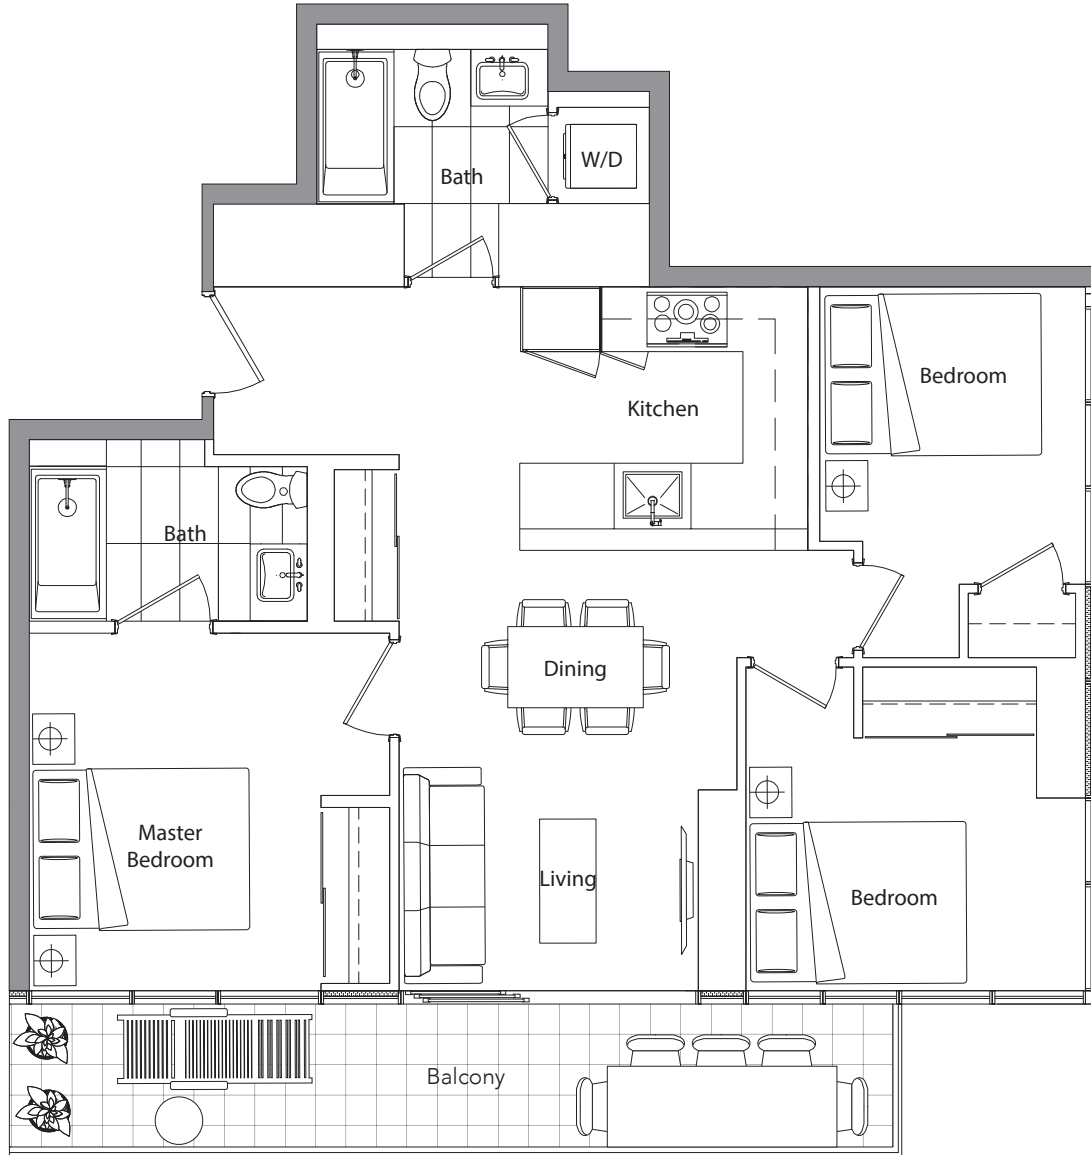 W/D
Bath
Bedroom
Kitchen
Bath
Dining
Master
Bedroom
Living
Bedroom
Balcony